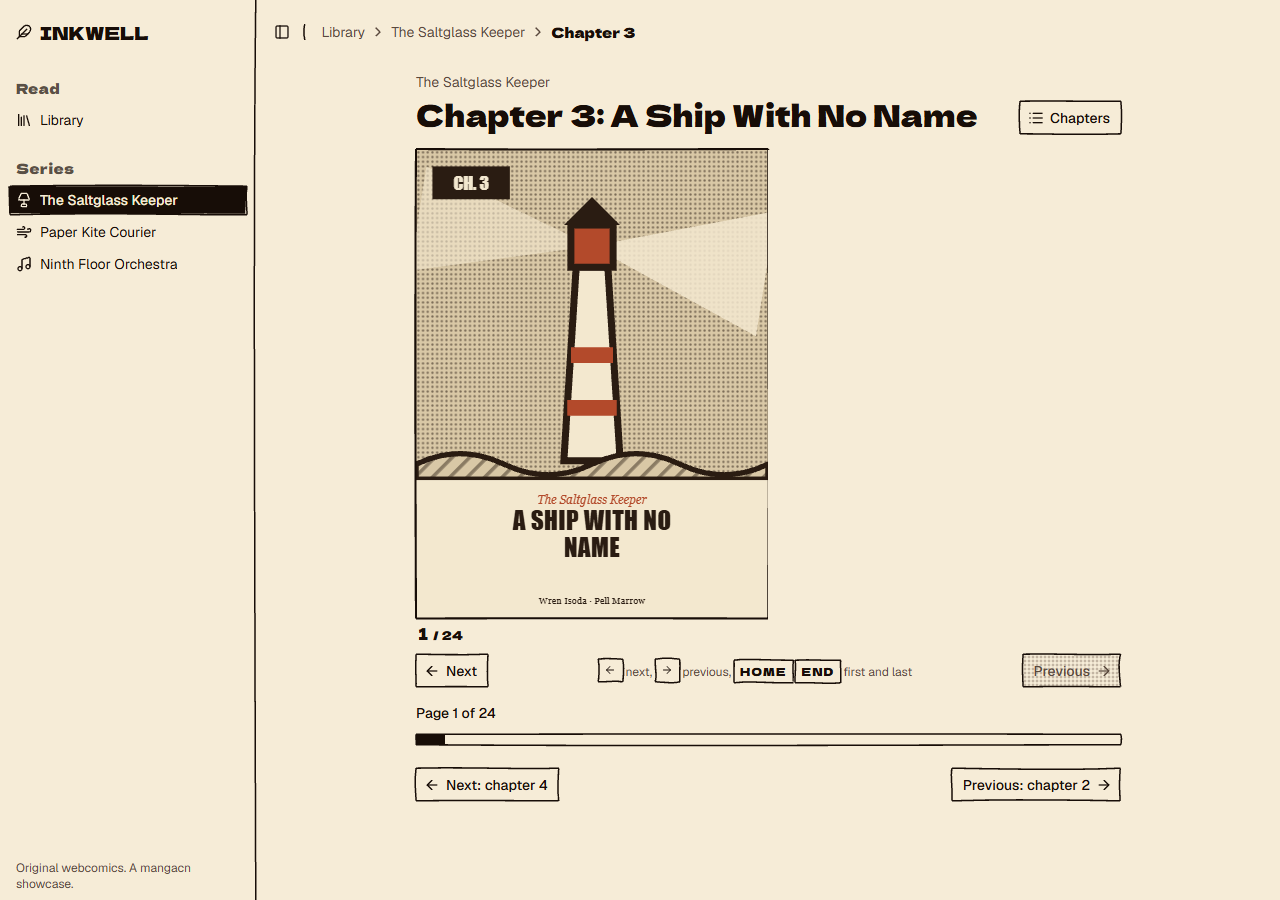 INKWELL
Read
Library
Series
The Saltglass Keeper
Paper Kite Courier
Ninth Floor Orchestra
Original webcomics. A mangacn
showcase.
Library > The Saltglass Keeper > Chapter 3
The Saltglass Keeper
Chapter 3: A Ship With No Name
Chapters
CH. 3
The Saltglass Keeper
A SHIP WITH NO
NAME
Wren Isoda · Pell Marrow
1 / 24
← Next
← next, → previous, HOME END first and last
Previous →
Page 1 of 24
← Next: chapter 4
Previous: chapter 2 →